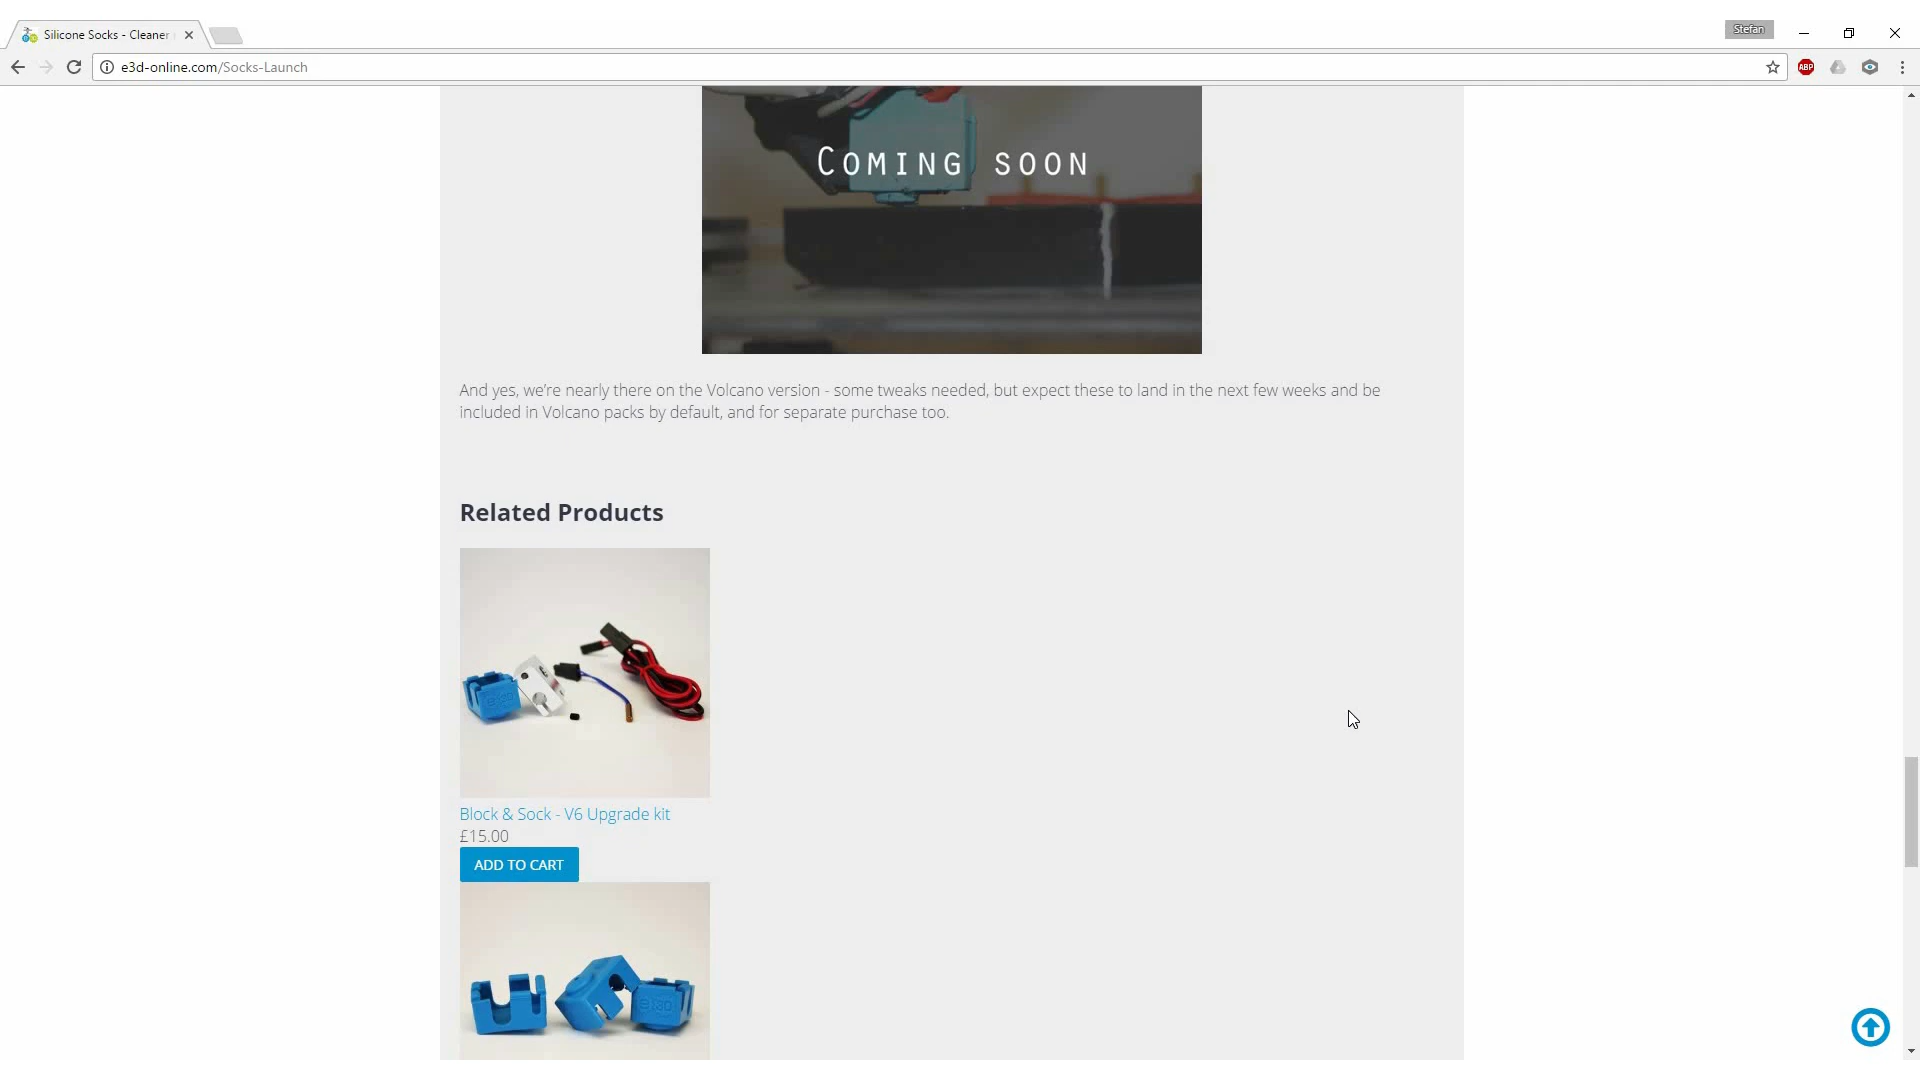 Silicone Socks - Cleaner
Stefan
e3d-online.com/Socks-Launch
ABP
COMING SOON
And yes, we’re nearly there on the Volcano version - some tweaks needed, but expect these to land in the next few weeks and be
included in Volcano packs by default, and for separate purchase too.
Related Products
Block & Sock - V6 Upgrade kit
£15.00
ADD TO CART